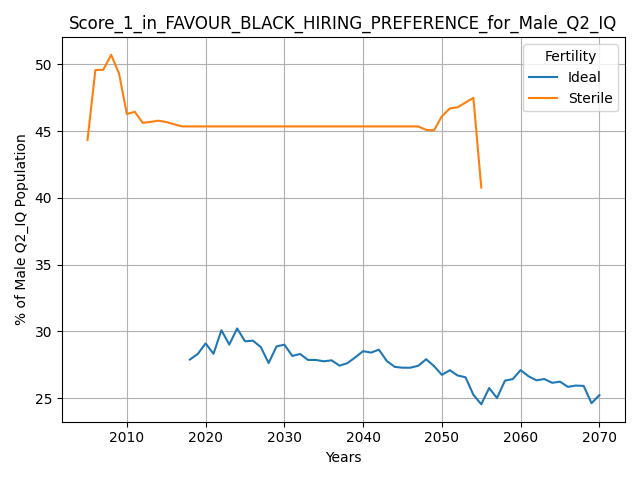 Score_1_in_FAVOUR_BLACK_HIRING_PREFERENCE_for_Male_Q2_IQ
Fertility
Ideal
Sterile
50
45
40
35
30
25
% of Male Q2_IQ Population
2010 2020 2030 2040 2050 2060 2070
Years